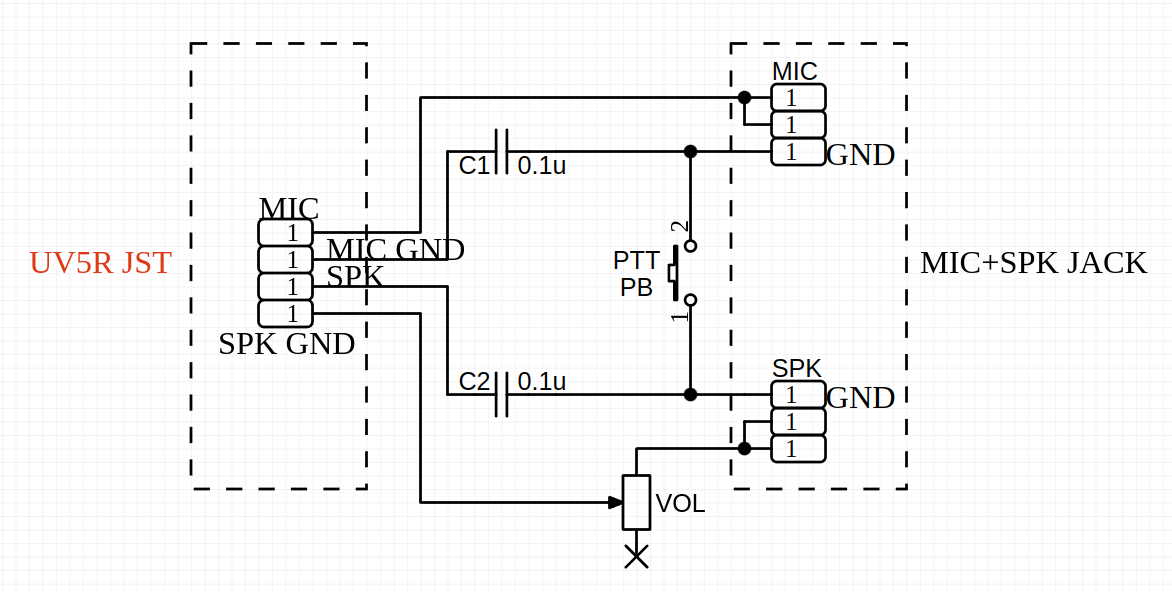 MIC
1
1
1 GND
C1 0.1u
MIC
1
1 MIC GND
1 SPK
1
SPK GND
UV5R JST
2
PTT
PB
1
MIC+SPK JACK
C2 0.1u
SPK
1 GND
1
1
VOL